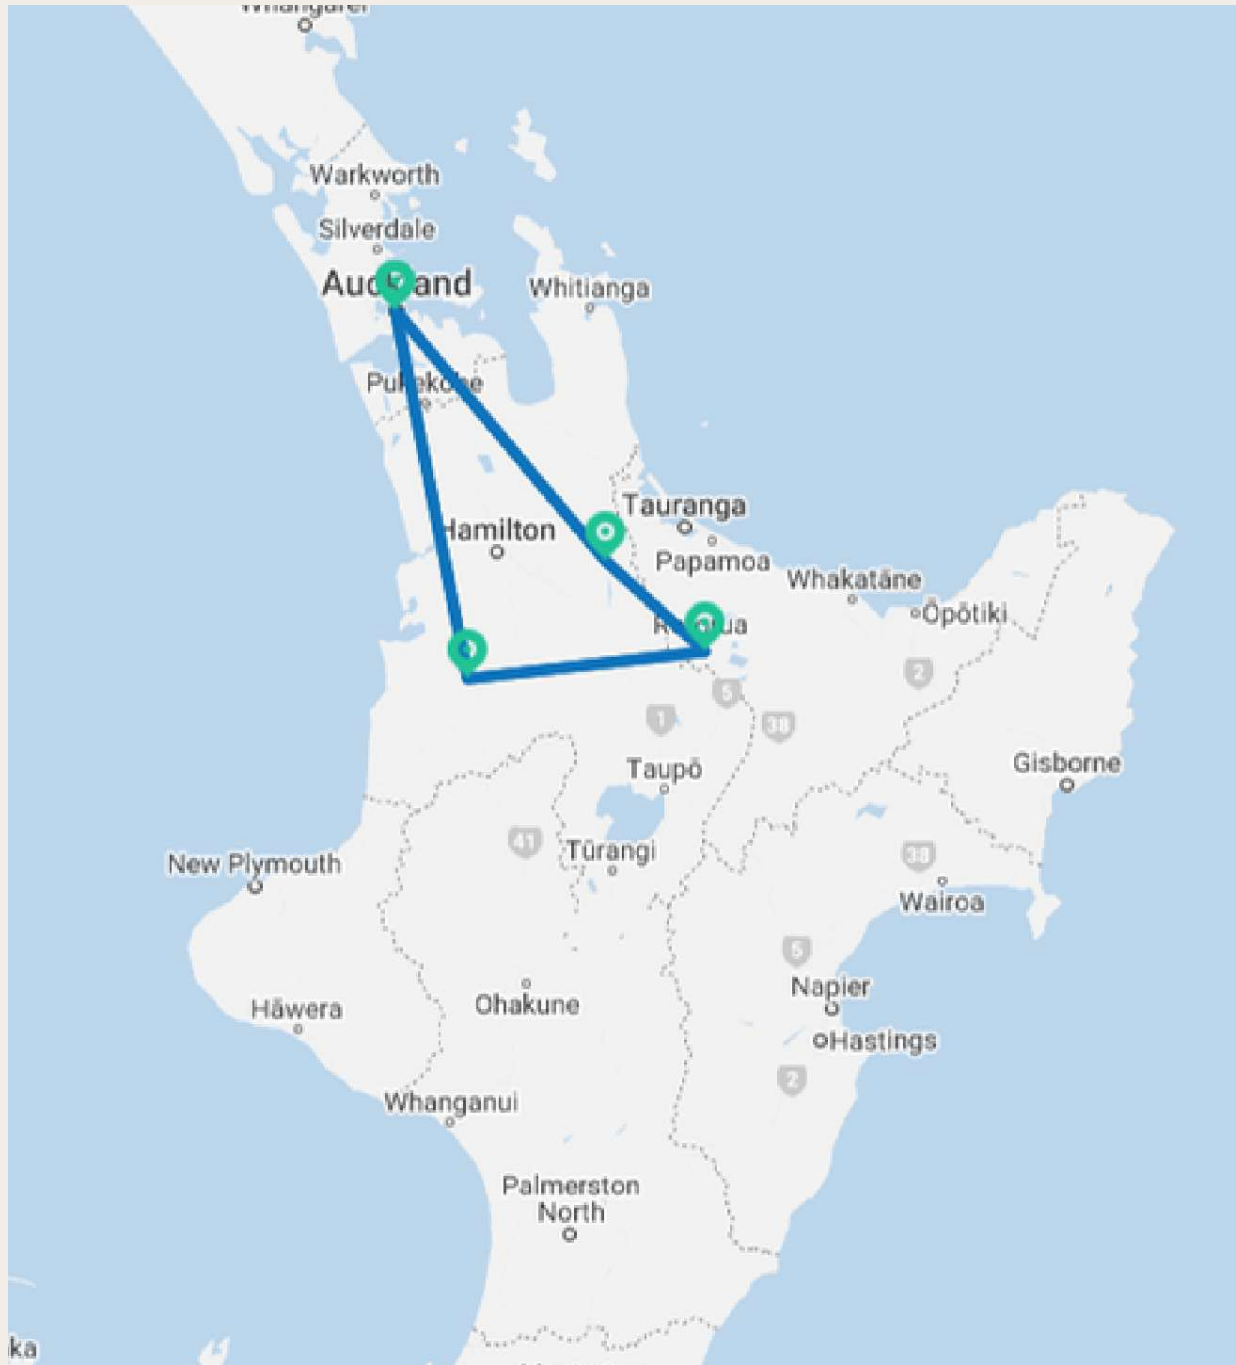 Warkworth
Silverdale
Whitianga
Tauranga
Hamilton
Papamoa
Whakatāne
Ōpōtiki
2
5
1
38
Gisborne
Taupō
41
Tūrangi
New Plymouth
38
Wairoa
5
Napier
Ohakune
Hāwera
Hastings
2
Whanganui
Palmerston
North
ka